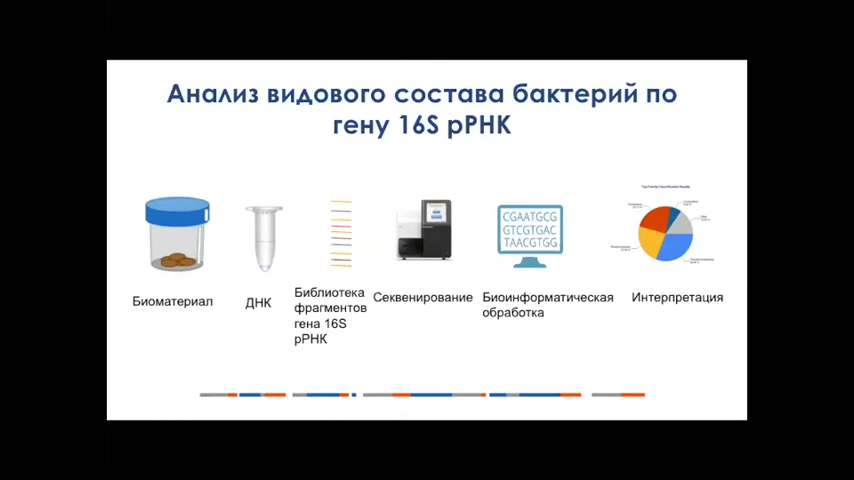 Анализ видового состава бактерий по
гену 16S рРНК
CGAATGCG
GTCGTGAC
TAACGTGG
Биоматериал
ДНК
Библиотека
фрагментов
гена 16S
рРНК
Секвенирование
Биоинформатическая
обработка
Интерпретация